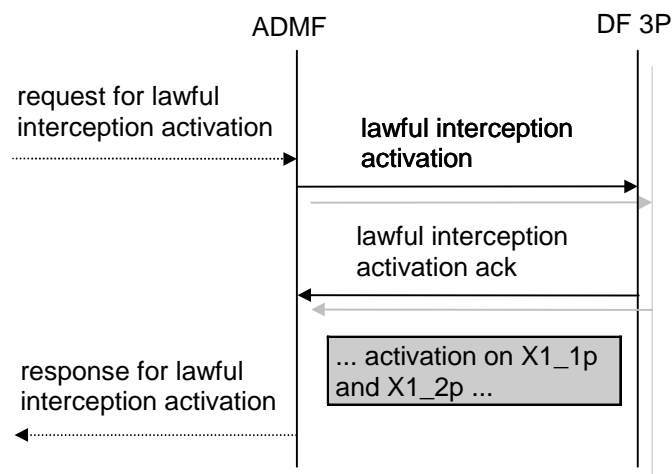 ADMF
DF 3P
request for lawful
interception activation
lawful interception
activation
lawful interception
activation ack
... activation on X1_1p
and X1_2p ...
response for lawful
interception activation